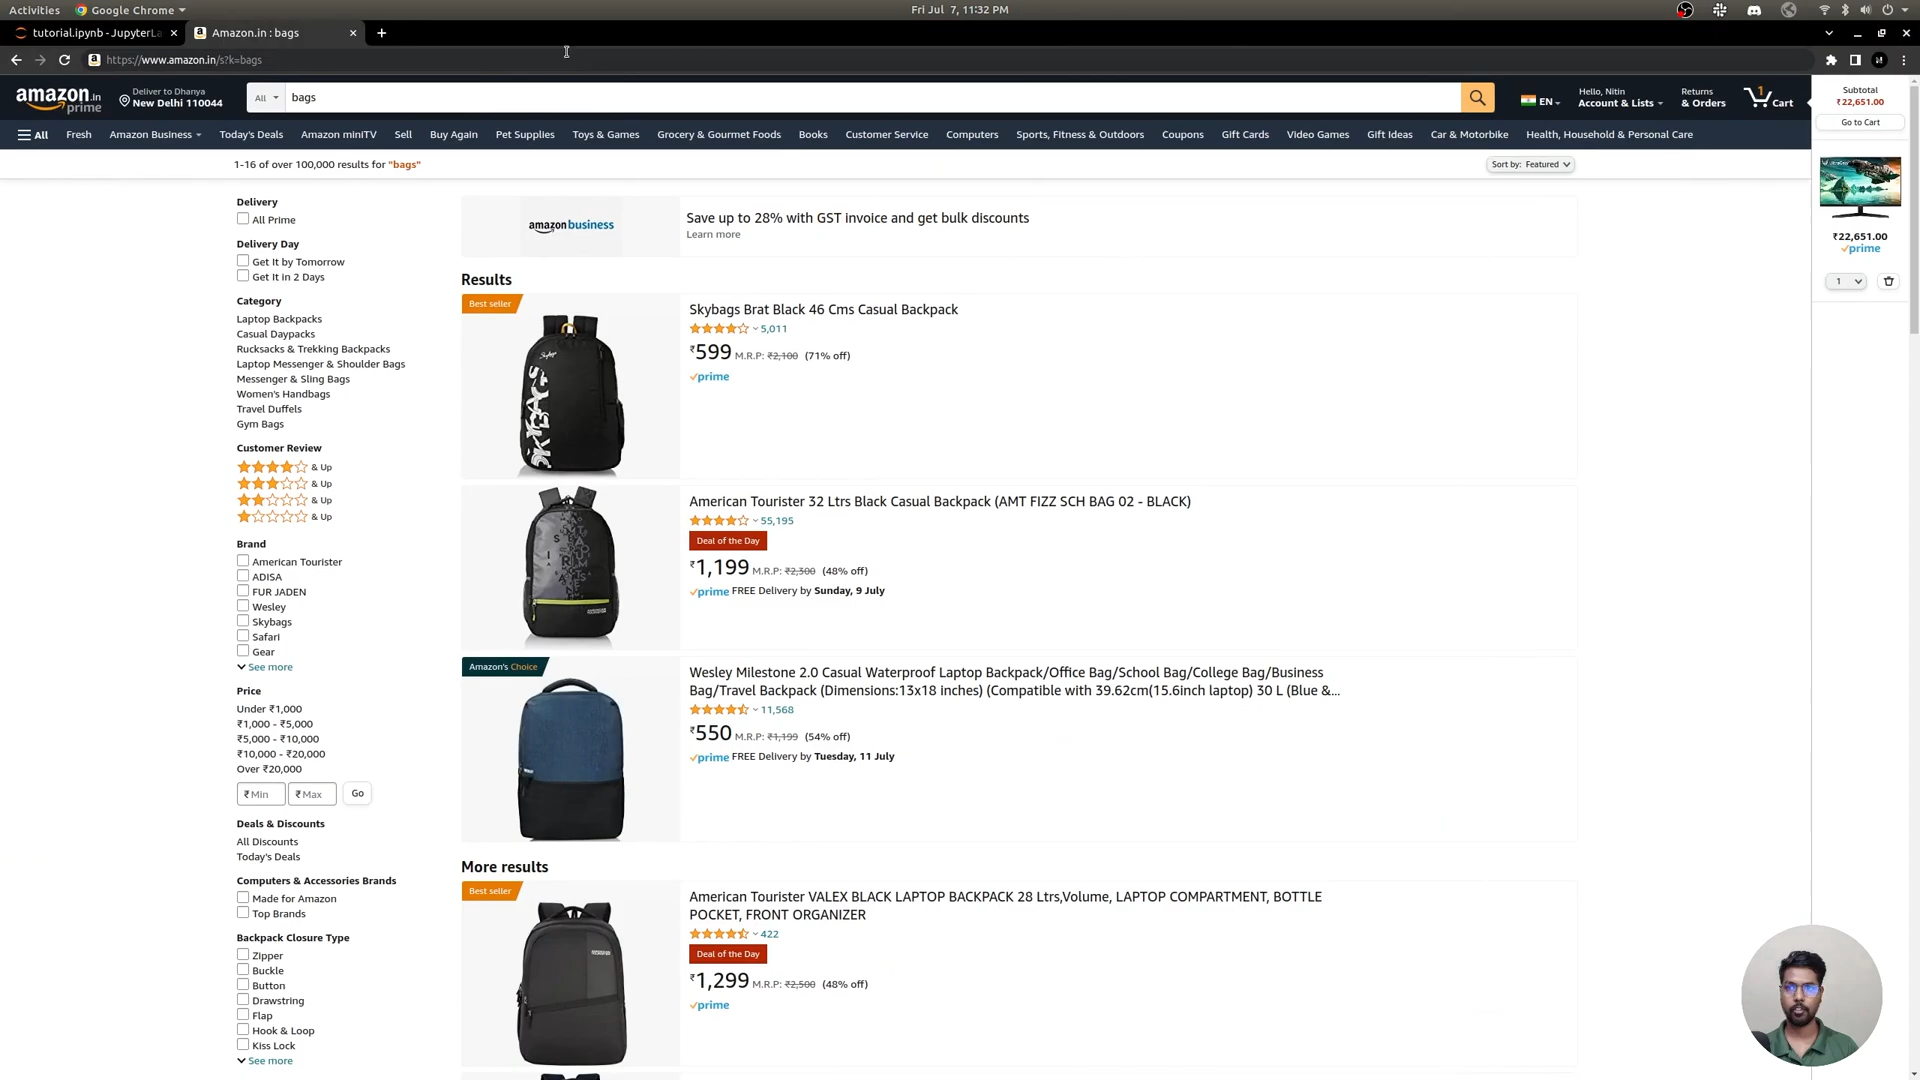 Activities
Google Chrome
Fri Jul 7, 11:32 PM
tutorial.ipynb - JupyterLa
Amazon.in : bags
https://www.amazon.in/s?k=bags
amazon.in
prime
Deliver to Dhanya
New Delhi 110044
All
bags
EN
Hello, Nitin
Account & Lists
Returns
& Orders
1
Cart
Subtotal
₹22,651.00
Go to Cart
All
Fresh
Amazon Business
Today's Deals
Amazon miniTV
Sell
Buy Again
Pet Supplies
Toys & Games
Grocery & Gourmet Foods
Books
Customer Service
Computers
Sports, Fitness & Outdoors
Coupons
Gift Cards
Video Games
Gift Ideas
Car & Motorbike
Health, Household & Personal Care
1-16 of over 100,000 results for "bags"
Sort by: Featured
₹22,651.00
prime
1
Delivery
All Prime
Delivery Day
Get It by Tomorrow
Get It in 2 Days
Category
Laptop Backpacks
Casual Daypacks
Rucksacks & Trekking Backpacks
Laptop Messenger & Shoulder Bags
Messenger & Sling Bags
Women's Handbags
Travel Duffels
Gym Bags
Customer Review
& Up
& Up
& Up
& Up
Brand
American Tourister
ADISA
FUR JADEN
Wesley
Skybags
Safari
Gear
See more
Price
Under ₹1,000
₹1,000 - ₹5,000
₹5,000 - ₹10,000
₹10,000 - ₹20,000
Over ₹20,000
₹ Min
₹ Max
Go
Deals & Discounts
All Discounts
Today's Deals
Computers & Accessories Brands
Made for Amazon
Top Brands
Backpack Closure Type
Zipper
Buckle
Button
Drawstring
Flap
Hook & Loop
Kiss Lock
See more
amazon business
Save up to 28% with GST invoice and get bulk discounts
Learn more
Results
Best seller
Skybags
SKYBAGS
Skybags Brat Black 46 Cms Casual Backpack
5,011
₹599 M.R.P: ₹2,100 (71% off)
prime
American Tourister 32 Ltrs Black Casual Backpack (AMT FIZZ SCH BAG 02 - BLACK)
55,195
Deal of the Day
₹1,199 M.R.P: ₹2,300 (48% off)
prime FREE Delivery by Sunday, 9 July
Amazon's Choice
Wesley Milestone 2.0 Casual Waterproof Laptop Backpack/Office Bag/School Bag/College Bag/Business
Bag/Travel Backpack (Dimensions:13x18 inches) (Compatible with 39.62cm(15.6inch laptop) 30 L (Blue &...
11,568
₹550 M.R.P: ₹1,199 (54% off)
prime FREE Delivery by Tuesday, 11 July
More results
Best seller
American Tourister VALEX BLACK LAPTOP BACKPACK 28 Ltrs,Volume, LAPTOP COMPARTMENT, BOTTLE
POCKET, FRONT ORGANIZER
422
Deal of the Day
₹1,299 M.R.P: ₹2,500 (48% off)
prime